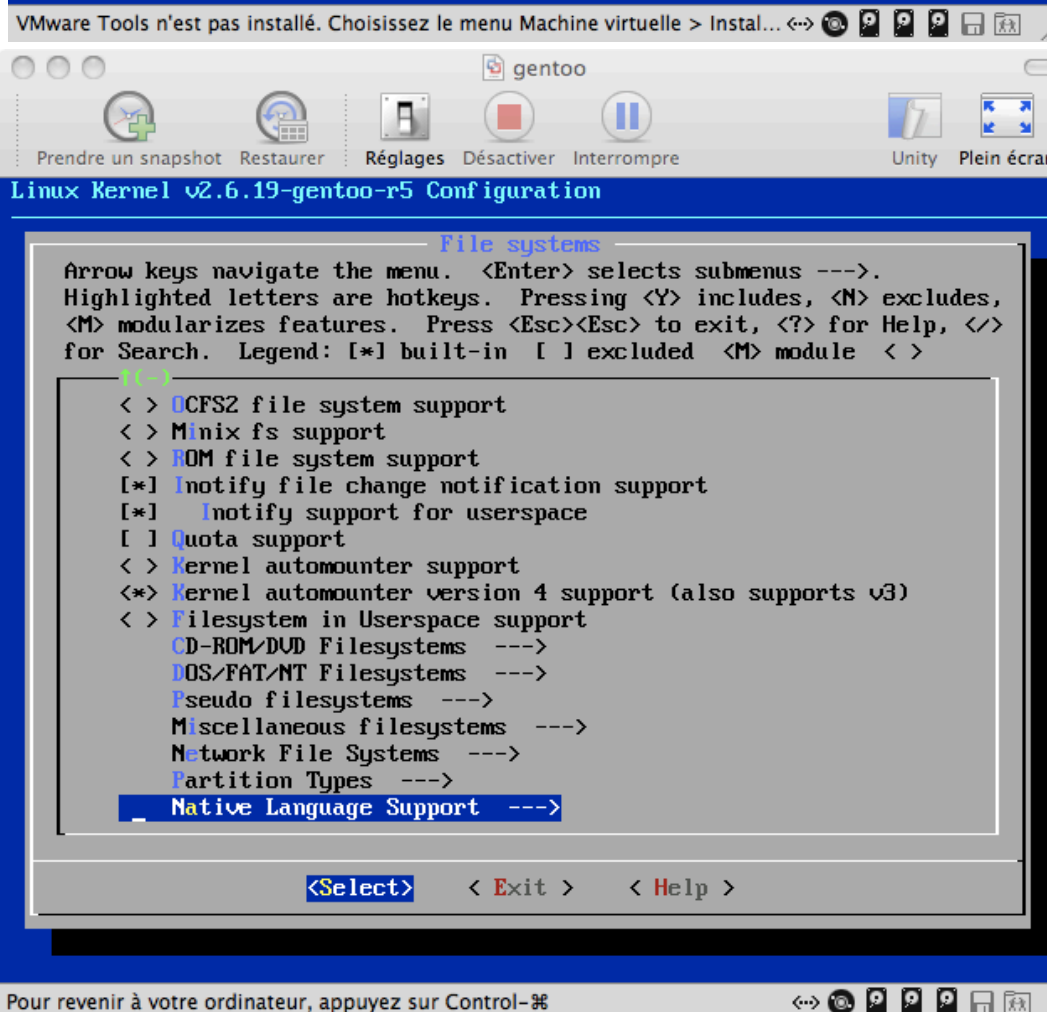 VMware Tools n'est pas installé. Choisissez le menu Machine virtuelle > Instal...
gentoo
Prendre un snapshot Restaurer Réglages Désactiver Interrompre Unity Plein écran
Linux Kernel v2.6.19-gentoo-r5 Configuration
File systems
Arrow keys navigate the menu. <Enter> selects submenus --->.
Highlighted letters are hotkeys. Pressing <Y> includes, <N> excludes,
<M> modularizes features. Press <Esc><Esc> to exit, <?> for Help, </>
for Search. Legend: [*] built-in [ ] excluded <M> module < >
↑(-)
< > OCFS2 file system support
< > Minix fs support
< > ROM file system support
[*] Inotify file change notification support
[*] Inotify support for userspace
[ ] Quota support
< > Kernel automounter support
<*> Kernel automounter version 4 support (also supports v3)
< > Filesystem in Userspace support
CD-ROM/DVD Filesystems --->
DOS/FAT/NT Filesystems --->
Pseudo filesystems --->
Miscellaneous filesystems --->
Network File Systems --->
Partition Types --->
Native Language Support --->
<Select> < Exit > < Help >
Pour revenir à votre ordinateur, appuyez sur Control-⌘